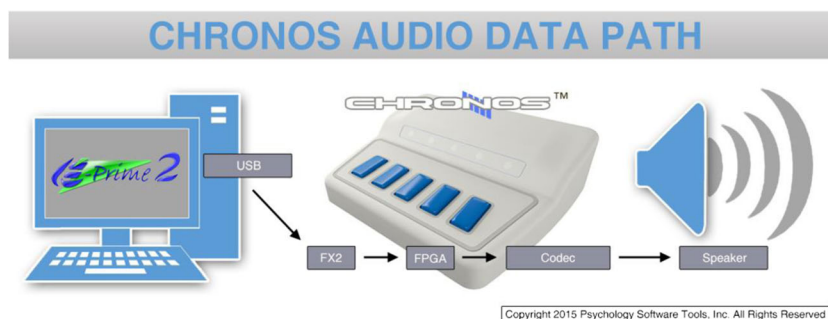 CHRONOS AUDIO DATA PATH
CHRONOS™
E-Prime 2
USB
FX2
FPGA
Codec
Speaker
Copyright 2015 Psychology Software Tools, Inc. All Rights Reserved